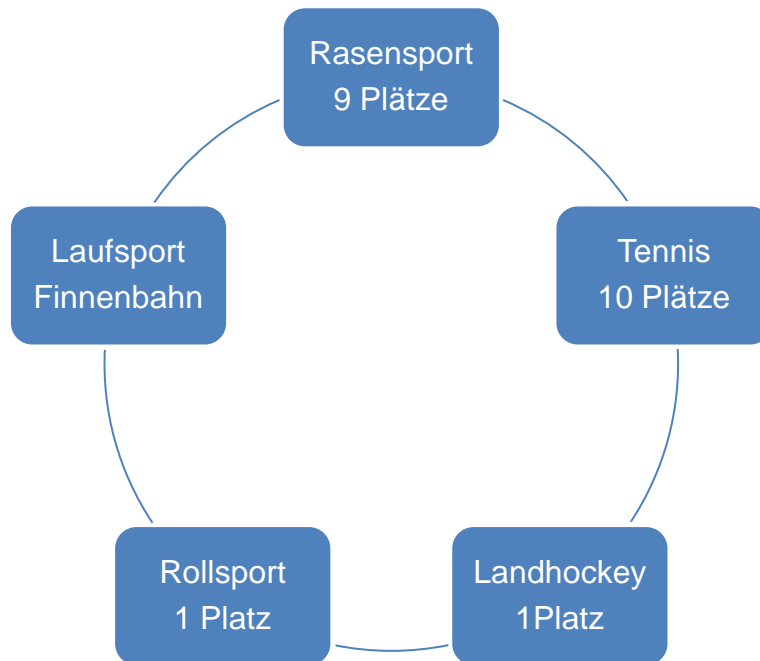 Rasensport
9 Plätze
Tennis
10 Plätze
Landhockey
1Platz
Rollsport
1 Platz
Laufsport
Finnenbahn